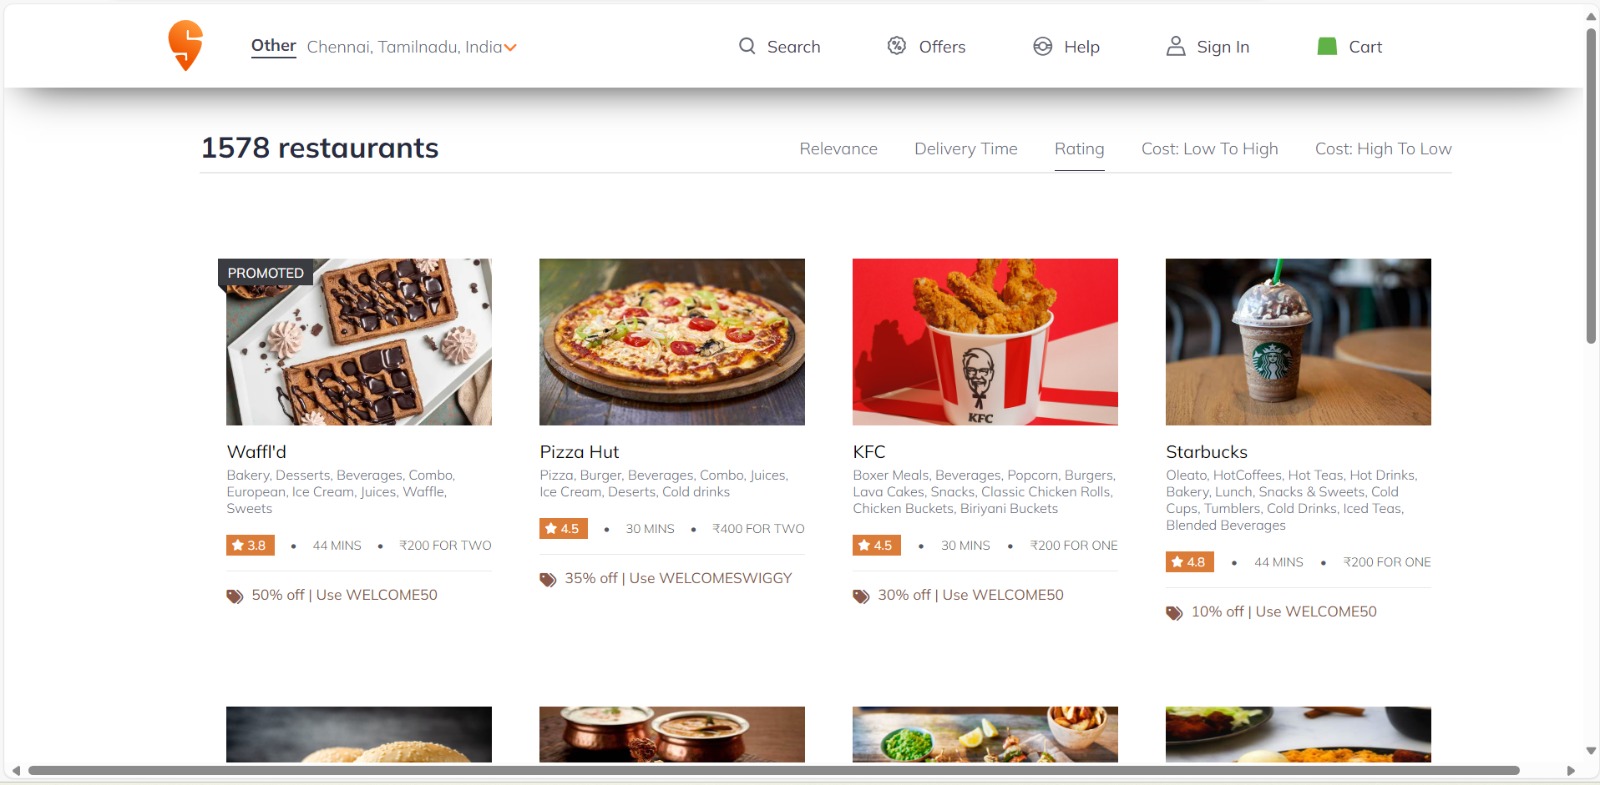 Other Chennai, Tamilnadu, India Search Offers Help Sign In Cart
1578 restaurants Relevance Delivery Time Rating Cost: Low To High Cost: High To Low
PROMOTED
KFC
Waffl'd
Bakery, Desserts, Beverages, Combo,
European, Ice Cream, Juices, Waffle,
Sweets
3.8 • 44 MINS • ₹200 FOR TWO
50% off | Use WELCOME50
Pizza Hut
Pizza, Burger, Beverages, Combo, Juices,
Ice Cream, Deserts, Cold drinks
4.5 • 30 MINS • ₹400 FOR TWO
35% off | Use WELCOMESWIGGY
KFC
Boxer Meals, Beverages, Popcorn, Burgers,
Lava Cakes, Snacks, Classic Chicken Rolls,
Chicken Buckets, Biriyani Buckets
4.5 • 30 MINS • ₹200 FOR ONE
30% off | Use WELCOME50
Starbucks
Oleato, HotCoffees, Hot Teas, Hot Drinks,
Bakery, Lunch, Snacks & Sweets, Cold
Cups, Tumblers, Cold Drinks, Iced Teas,
Blended Beverages
4.8 • 44 MINS • ₹200 FOR ONE
10% off | Use WELCOME50